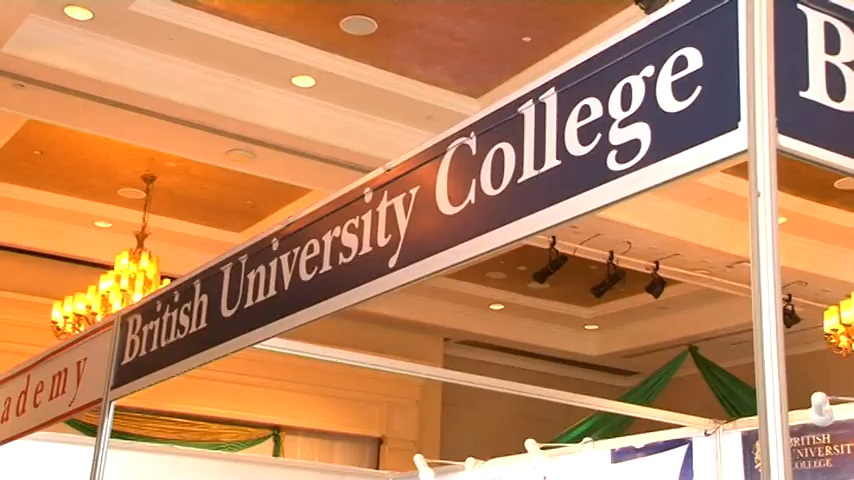 British University College
B
ademy
BRITISH
UNIVERSITY
COLLEGE